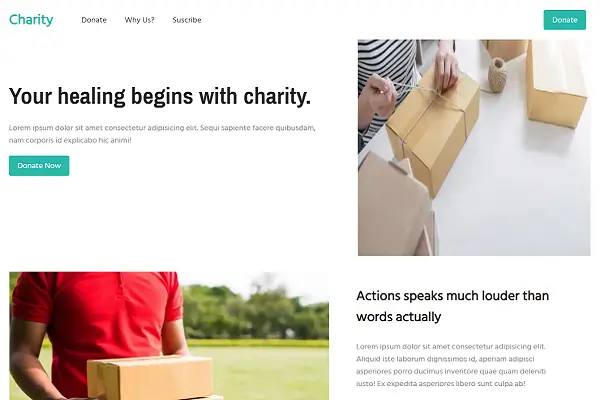 Charity
Donate
Why Us?
Suscribe
Donate
Your healing begins with charity.
Lorem ipsum dolor sit amet consectetur adipisicing elit. Sequi sapiente facere quibusdam,
nam corporis id explicabo hic animi!
Donate Now
Actions speaks much louder than
words actually
Lorem ipsum dolor sit amet consectetur adipisicing elit.
Aliquid iste laborum dignissimos id, aperiam adipisci
asperiores porro ducimus inventore quae quam deleniti
iusto! Ex expedita asperiores libero sunt culpa ab!